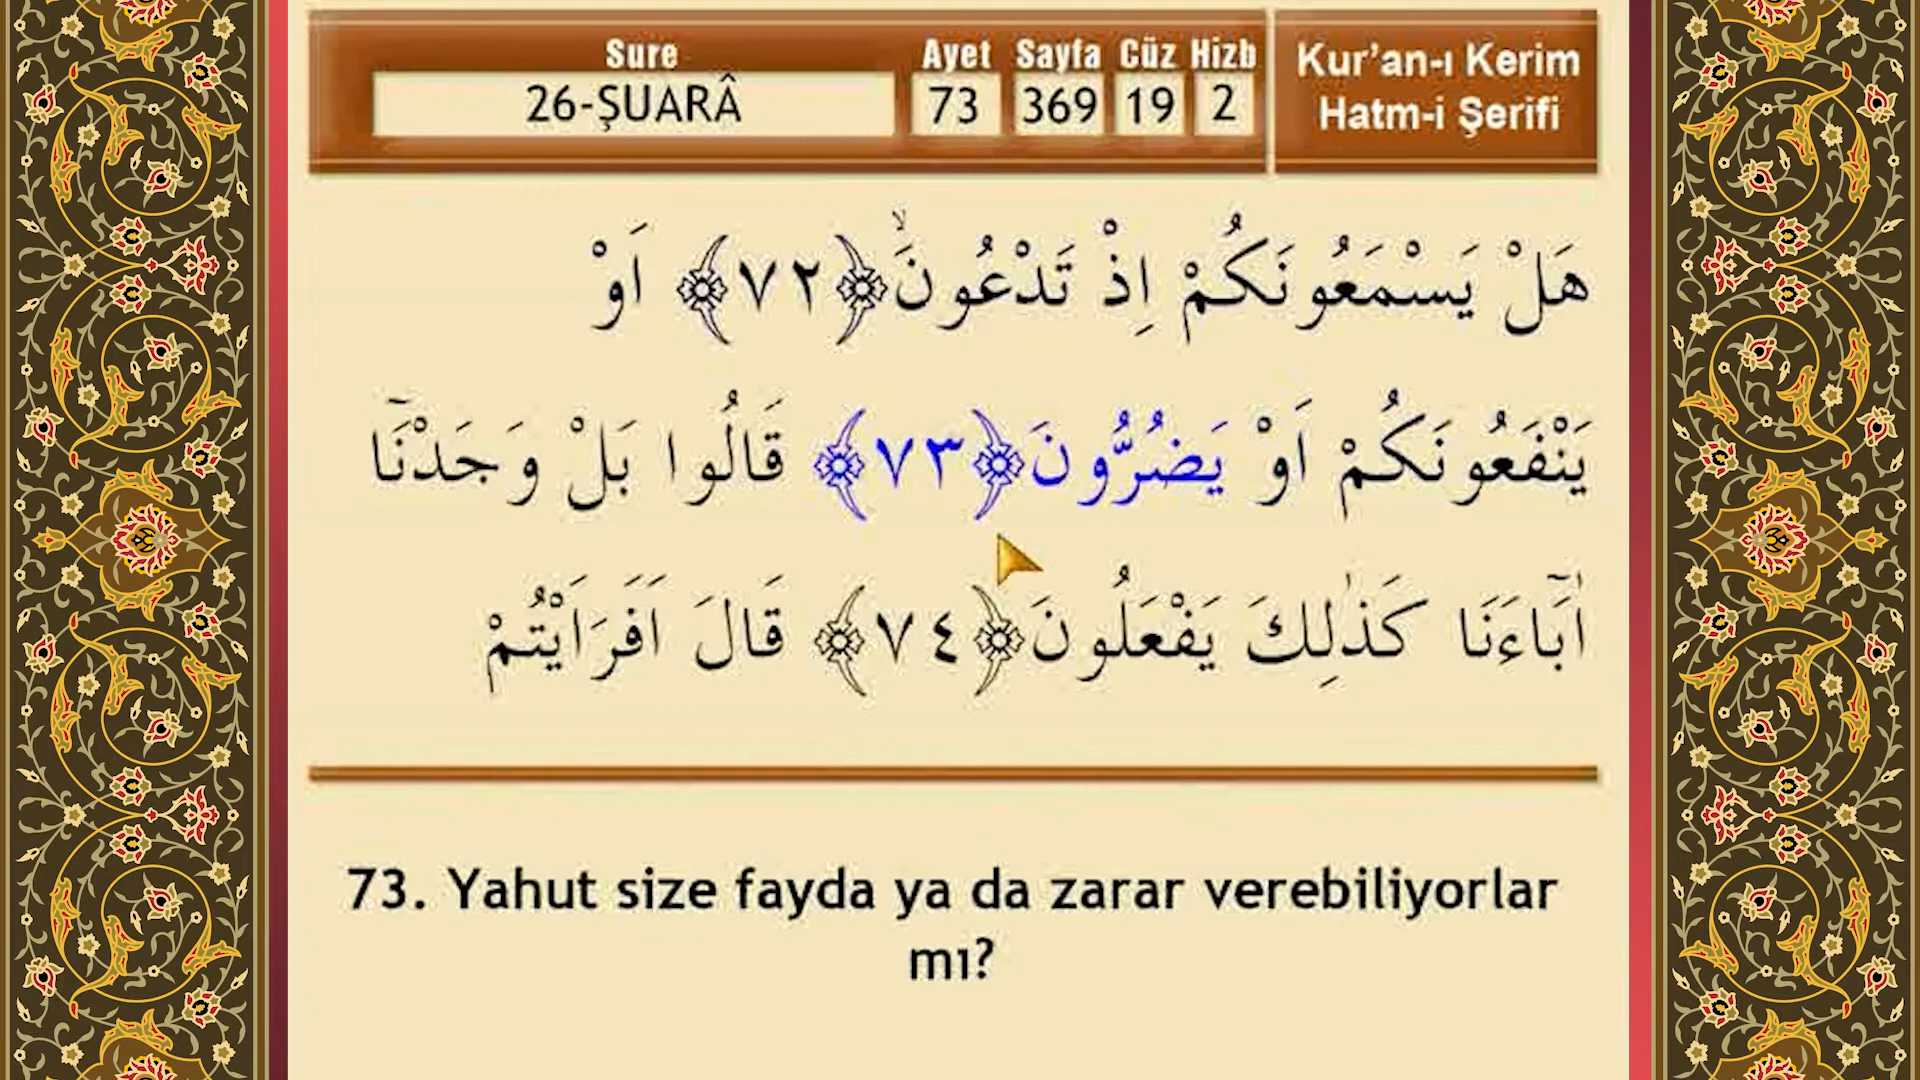 Sure Ayet Sayfa Cüz Hizb
26-ŞUARÂ 73 369 19 2
Kur'an-ı Kerim
Hatm-i Şerifi
هَلْ يَسْمَعُونَكُمْ اِذْ تَدْعُونَۙ ﴿٧٢﴾ اَوْ
يَنْفَعُونَكُمْ اَوْ يَضُرُّونَ ﴿٧٣﴾ قَالُوا بَلْ وَجَدْنَٓا
اٰبَٓاءَنَا كَذٰلِكَ يَفْعَلُونَ ﴿٧٤﴾ قَالَ اَفَرَاَيْتُمْ
73. Yahut size fayda ya da zarar verebiliyorlar
mı?